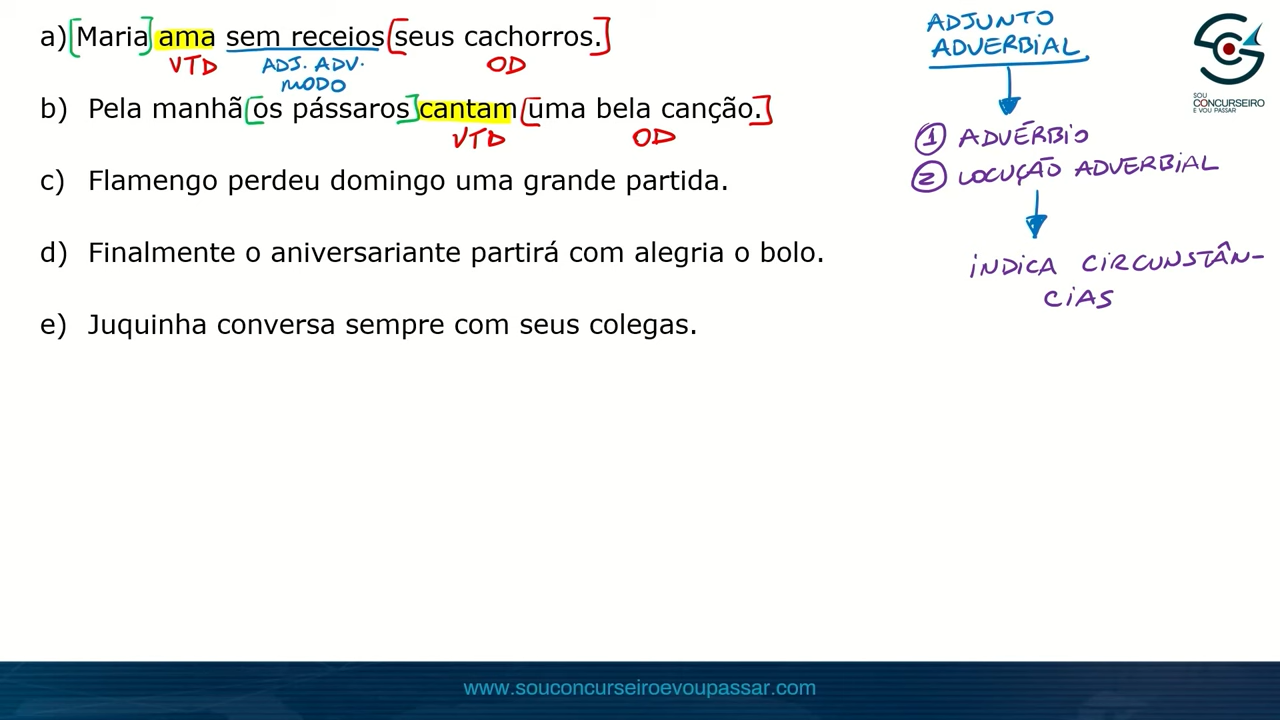 a) Maria ama sem receios seus cachorros.
VTD ADJ. ADV. OD
MODO
b) Pela manhã os pássaros cantam uma bela canção.
VTD OD
c) Flamengo perdeu domingo uma grande partida.
d) Finalmente o aniversariante partirá com alegria o bolo.
e) Juquinha conversa sempre com seus colegas.
ADJUNTO
ADVERBIAL
1 ADVÉRBIO
2 LOCUÇÃO ADVERBIAL
INDICA CIRCUNSTÂN-
CIAS
SOU
CONCURSEIRO
E VOU PASSAR
www.souconcurseiroevoupassar.com